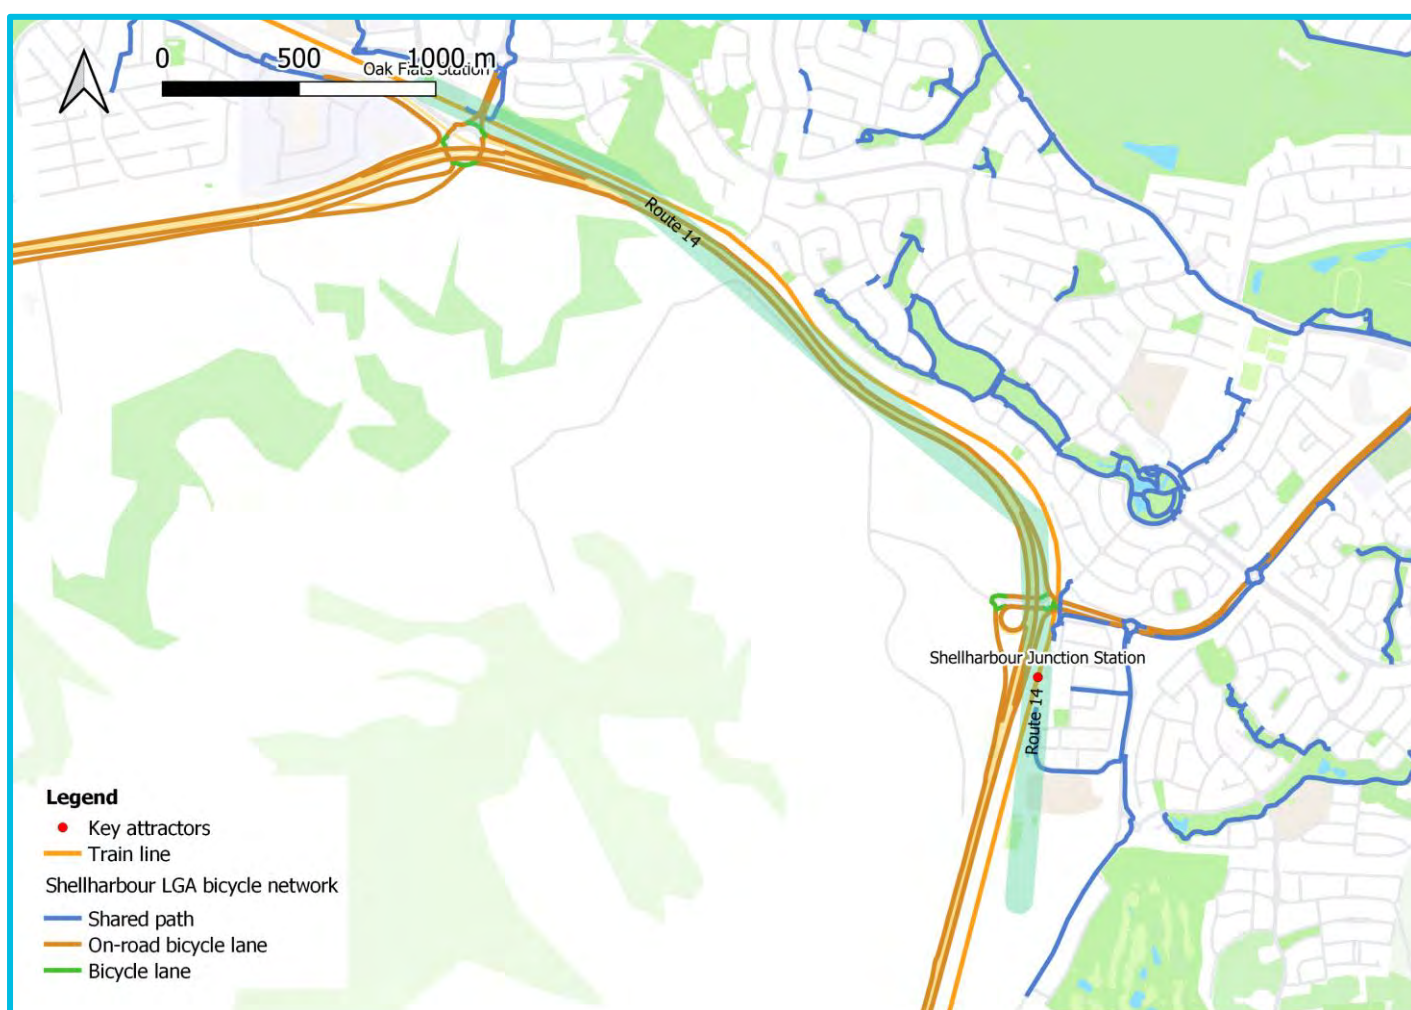 0 500 1000 m
Oak Flats Station
Route 14
Shellharbour Junction Station
Route 14
Legend
Key attractors
Train line
Shellharbour LGA bicycle network
Shared path
On-road bicycle lane
Bicycle lane